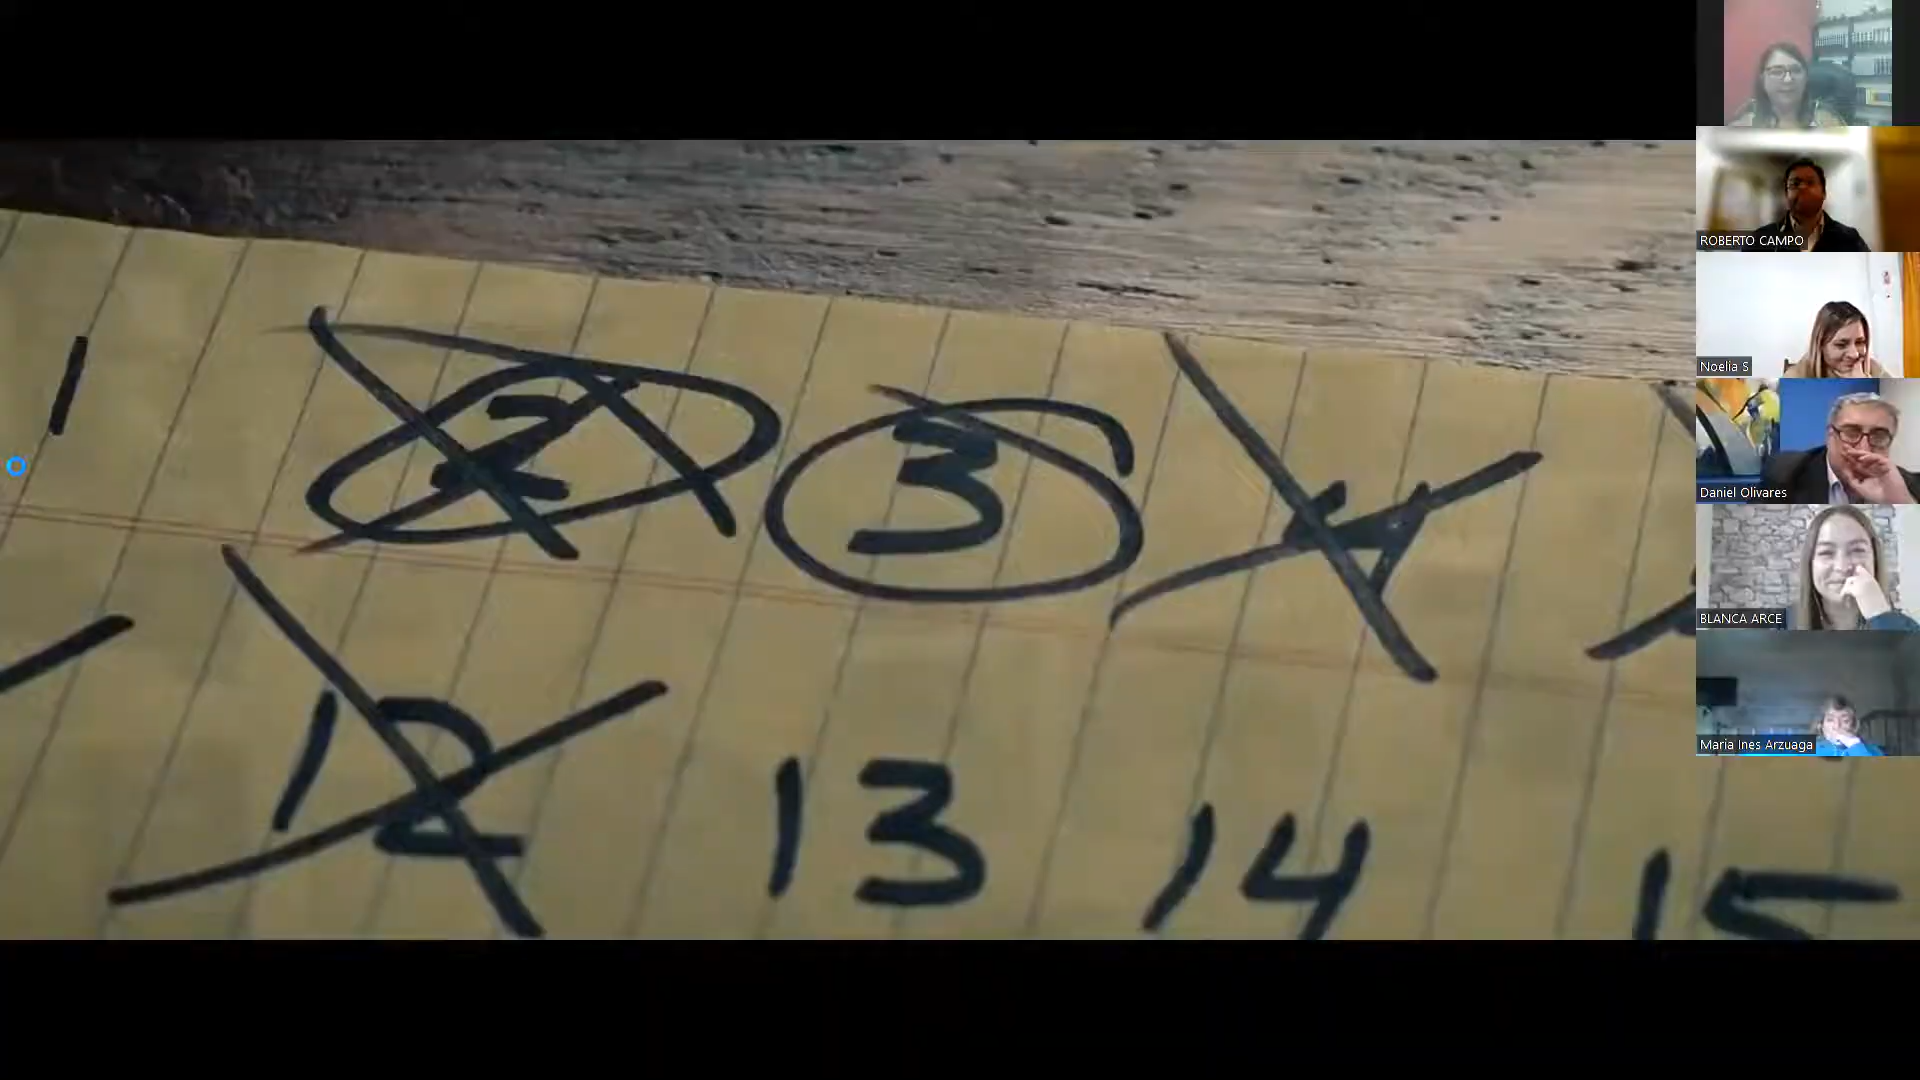 1 2 3 4
12 13 14 15
ROBERTO CAMPO
Noelia S
Daniel Olivares
BLANCA ARCE
Maria Ines Arzuaga